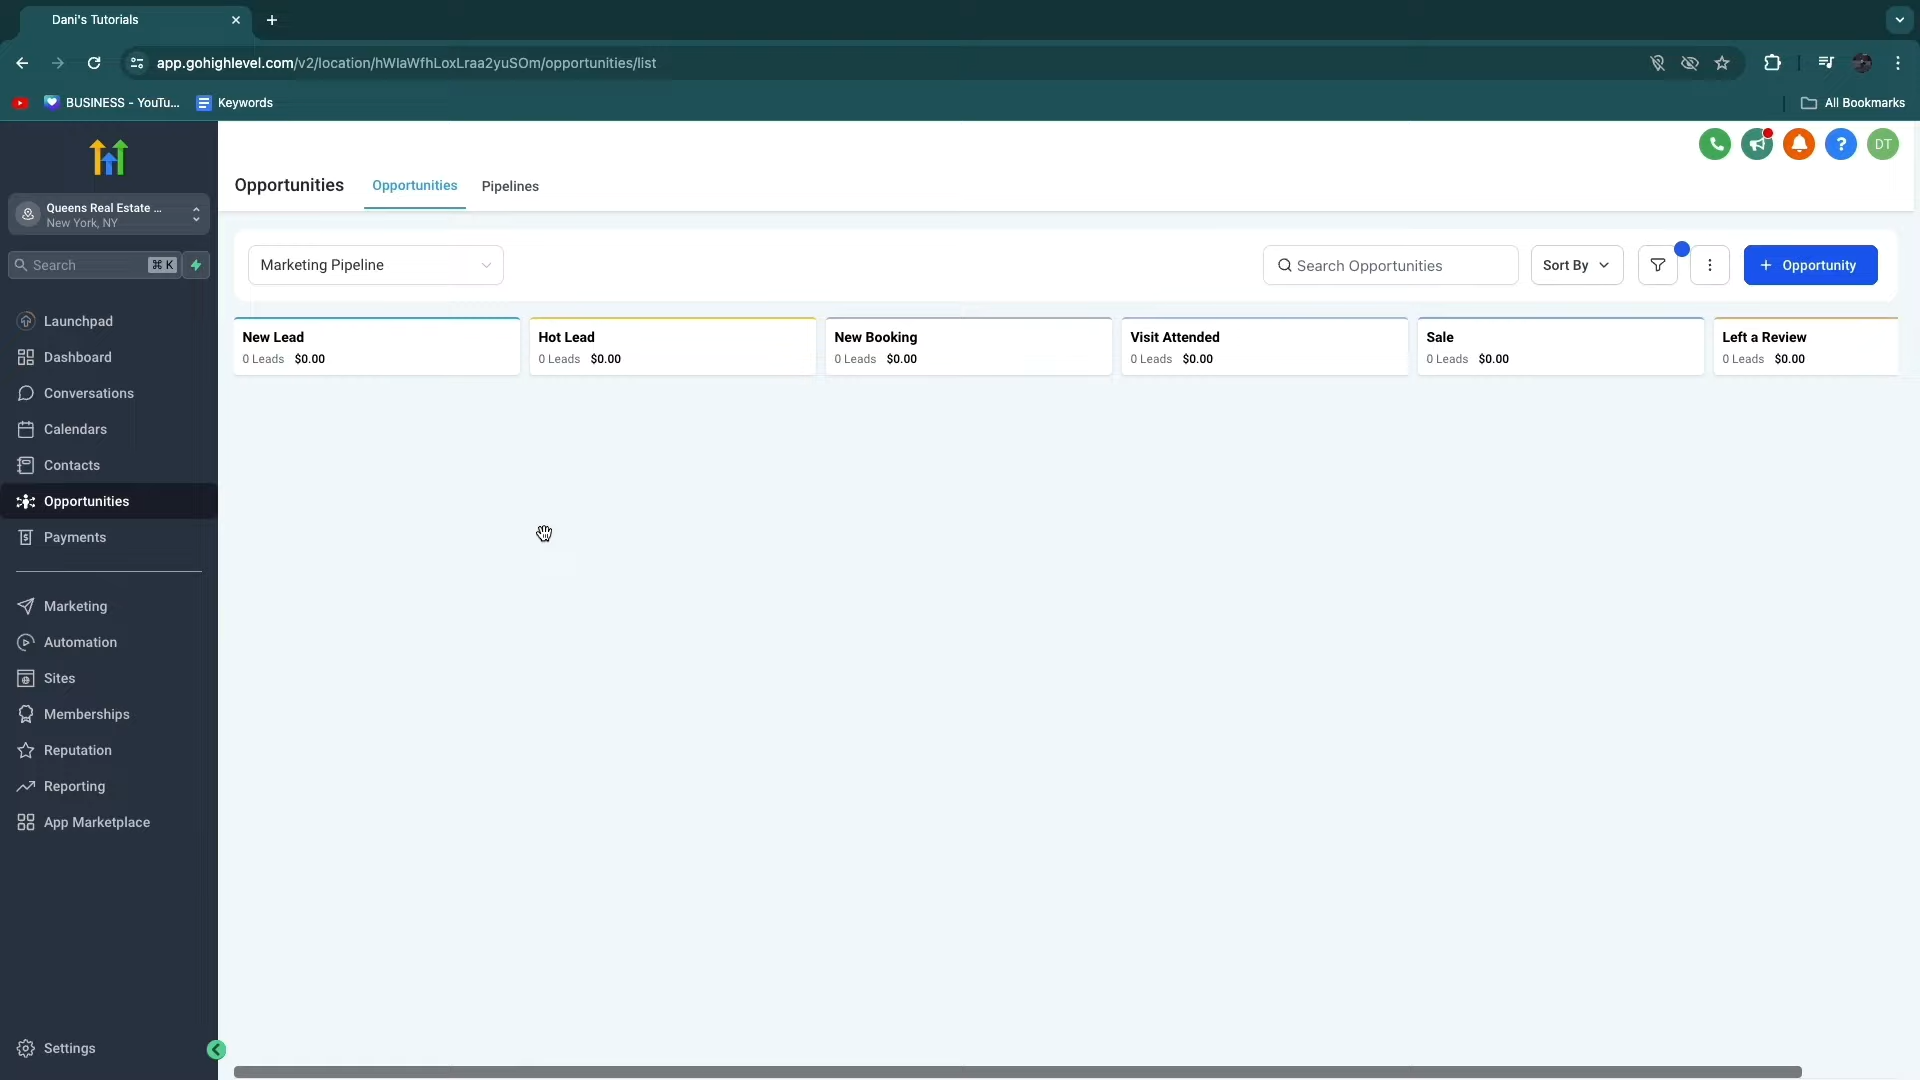 Dani's Tutorials
app.gohighlevel.com/v2/location/hWlaWfhLoxLraa2yuSOm/opportunities/list
BUSINESS - YouTu...
Keywords
All Bookmarks
Queens Real Estate ...
New York, NY
Search ⌘ K
Launchpad
Dashboard
Conversations
Calendars
Contacts
Opportunities
Payments
Marketing
Automation
Sites
Memberships
Reputation
Reporting
App Marketplace
Settings
DT
Opportunities
Opportunities
Pipelines
Marketing Pipeline
Search Opportunities
Sort By
+ Opportunity
New Lead
0 Leads $0.00
Hot Lead
0 Leads $0.00
New Booking
0 Leads $0.00
Visit Attended
0 Leads $0.00
Sale
0 Leads $0.00
Left a Review
0 Leads $0.00